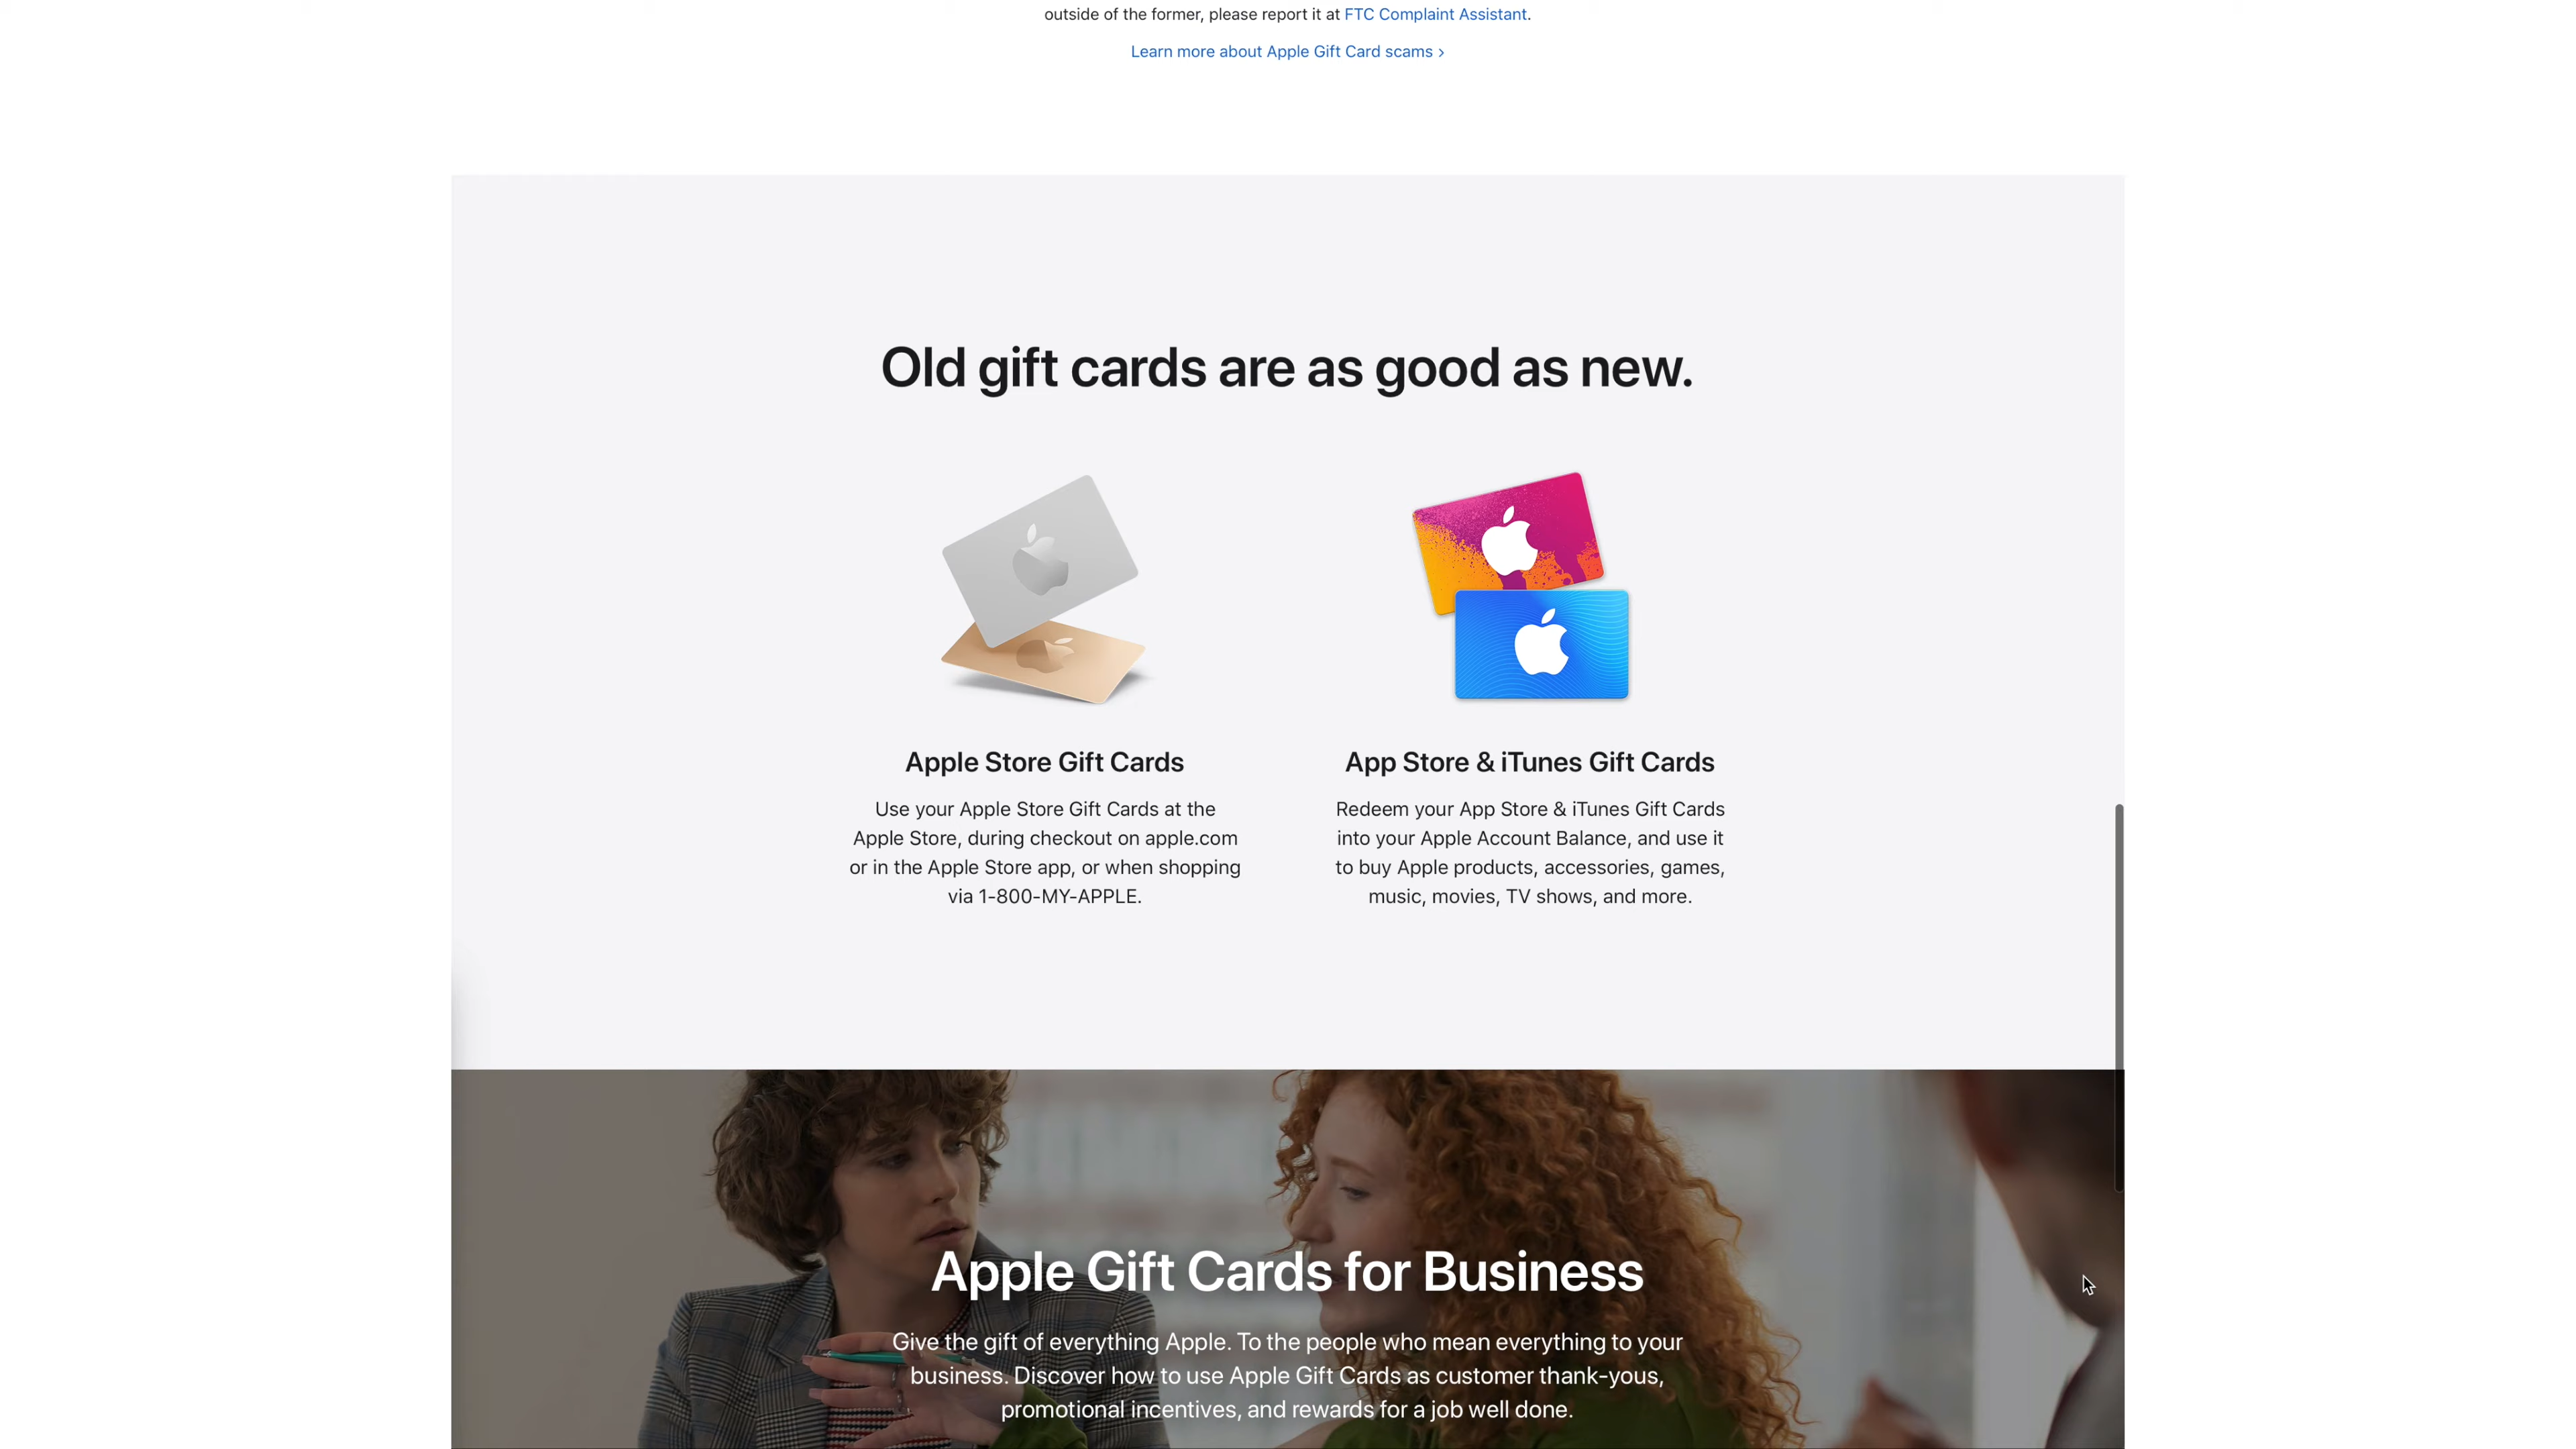 outside of the former, please report it at FTC Complaint Assistant.
Learn more about Apple Gift Card scams ›
Old gift cards are as good as new.
Apple Store Gift Cards
Use your Apple Store Gift Cards at the
Apple Store, during checkout on apple.com
or in the Apple Store app, or when shopping
via 1-800-MY-APPLE.
App Store & iTunes Gift Cards
Redeem your App Store & iTunes Gift Cards
into your Apple Account Balance, and use it
to buy Apple products, accessories, games,
music, movies, TV shows, and more.
Apple Gift Cards for Business
Give the gift of everything Apple. To the people who mean everything to your
business. Discover how to use Apple Gift Cards as customer thank-yous,
promotional incentives, and rewards for a job well done.